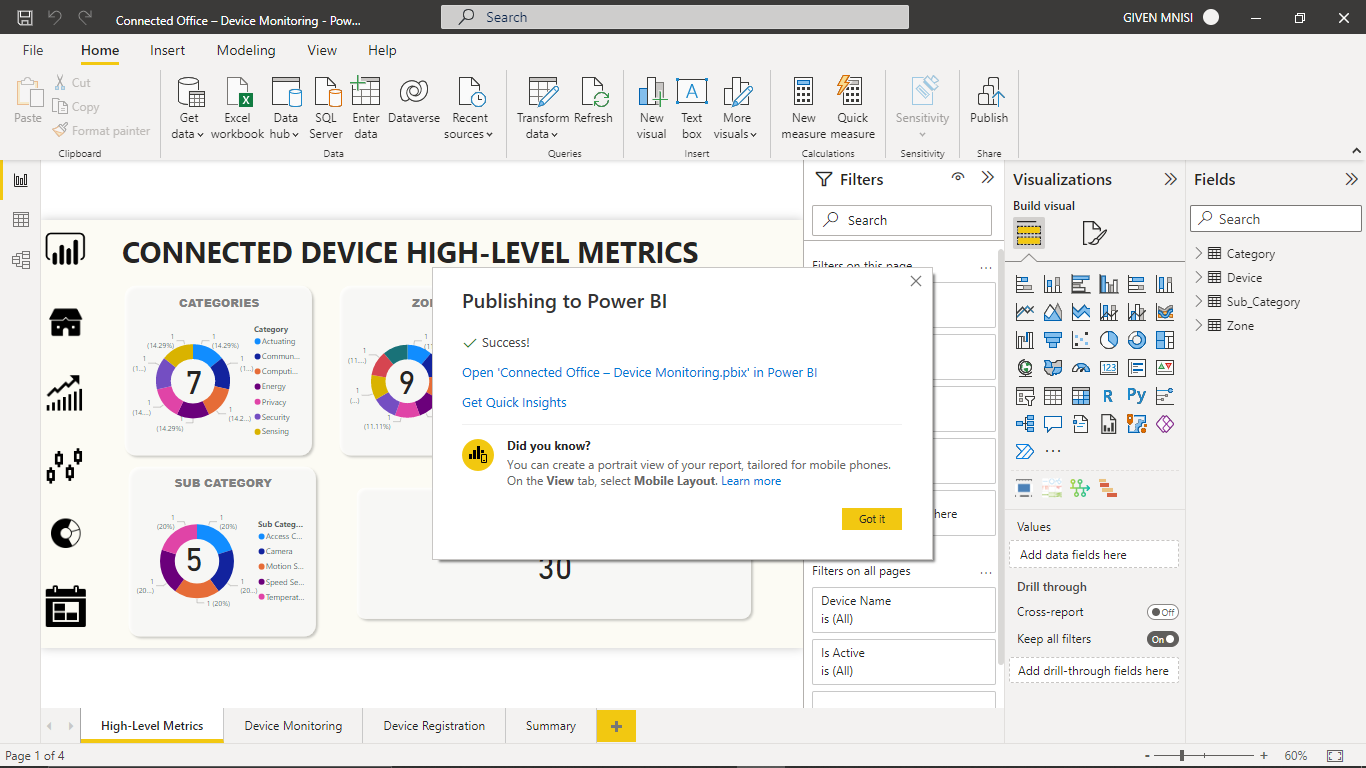 Connected Office – Device Monitoring - Pow...
Search
GIVEN MNISI
File
Home
Insert
Modeling
View
Help
Paste
Cut
Copy
Format painter
Clipboard
Get data
Excel workbook
Data hub
SQL Server
Enter data
Dataverse
Recent sources
Data
Transform data
Refresh
Queries
New visual
Text box
More visuals
Insert
New measure
Quick measure
Calculations
Sensitivity
Sensitivity
Publish
Share
CONNECTED DEVICE HIGH-LEVEL METRICS
CATEGORIES
1
(14.29%)
1
(14.29%)
1
(1...)
1
(1...)
1
(14....)
1
(14.2...)
1
(14.29%)
7
Category
Actuating
Commun...
Computi...
Energy
Privacy
Security
Sensing
ZO
1
(11....)
1
(...)
1
(11.11%)
9
SUB CATEGORY
1
(20%)
1
(20%)
1
(20...)
1
(20...)
1 (20%)
5
Sub Categ...
Access C...
Camera
Motion S...
Speed Se...
Temperat...
30
Publishing to Power BI
Success!
Open 'Connected Office – Device Monitoring.pbix' in Power BI
Get Quick Insights
Did you know?
You can create a portrait view of your report, tailored for mobile phones.
On the View tab, select Mobile Layout. Learn more
Got it
Filters
Search
Filters on this page
...
here
Filters on all pages
...
Device Name
is (All)
Is Active
is (All)
Visualizations
Build visual
123
R
Py
...
Values
Add data fields here
Drill through
Cross-report
Off
Keep all filters
On
Add drill-through fields here
Fields
Search
Category
Device
Sub_Category
Zone
High-Level Metrics
Device Monitoring
Device Registration
Summary
+
Page 1 of 4
-
+
60%